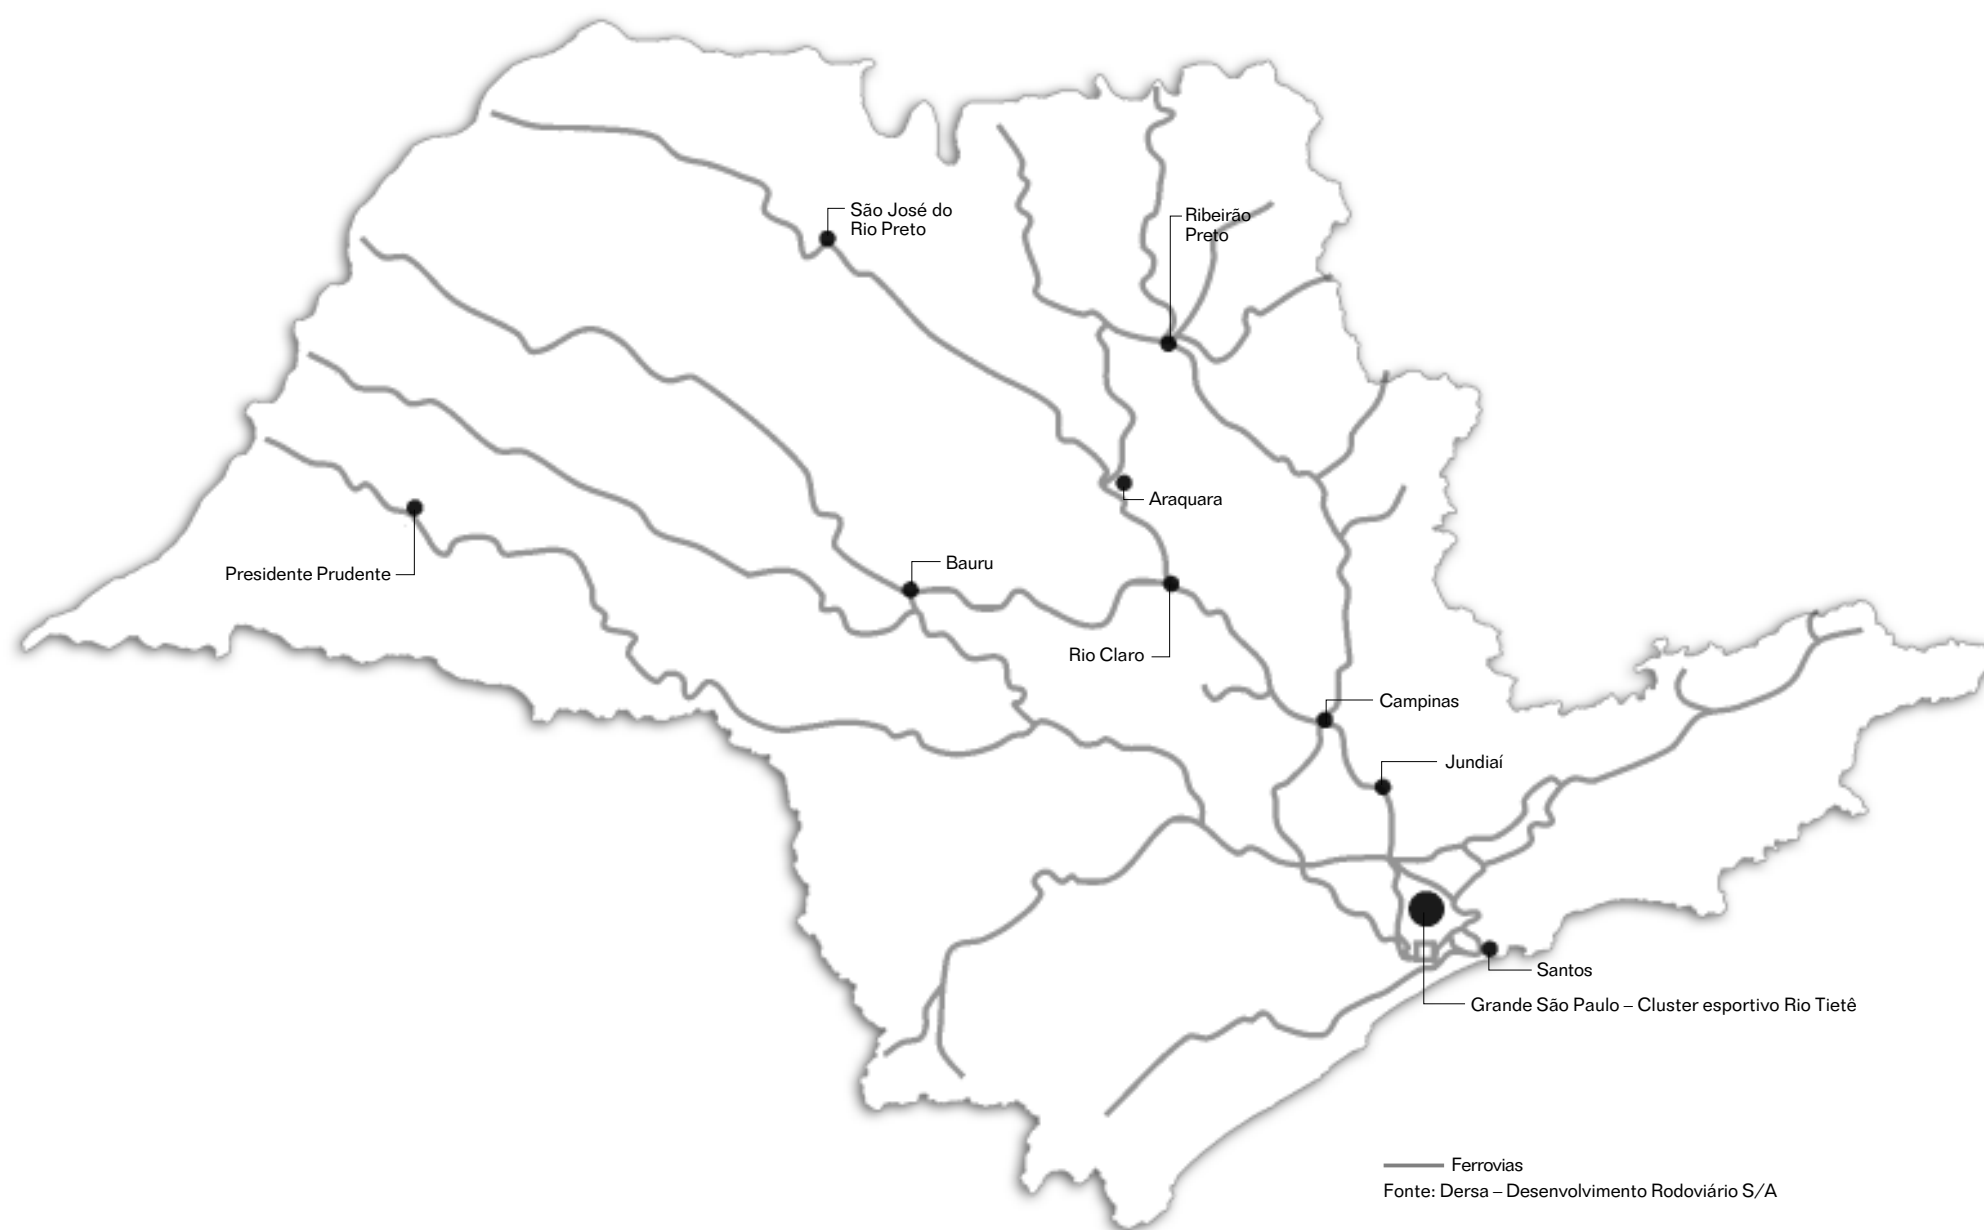 São José do
Rio Preto
Ribeirão
Preto
Araquara
Presidente Prudente
Bauru
Rio Claro
Campinas
Jundiaí
Santos
Grande São Paulo – Cluster esportivo Rio Tietê
Ferrovias
Fonte: Dersa – Desenvolvimento Rodoviário S/A